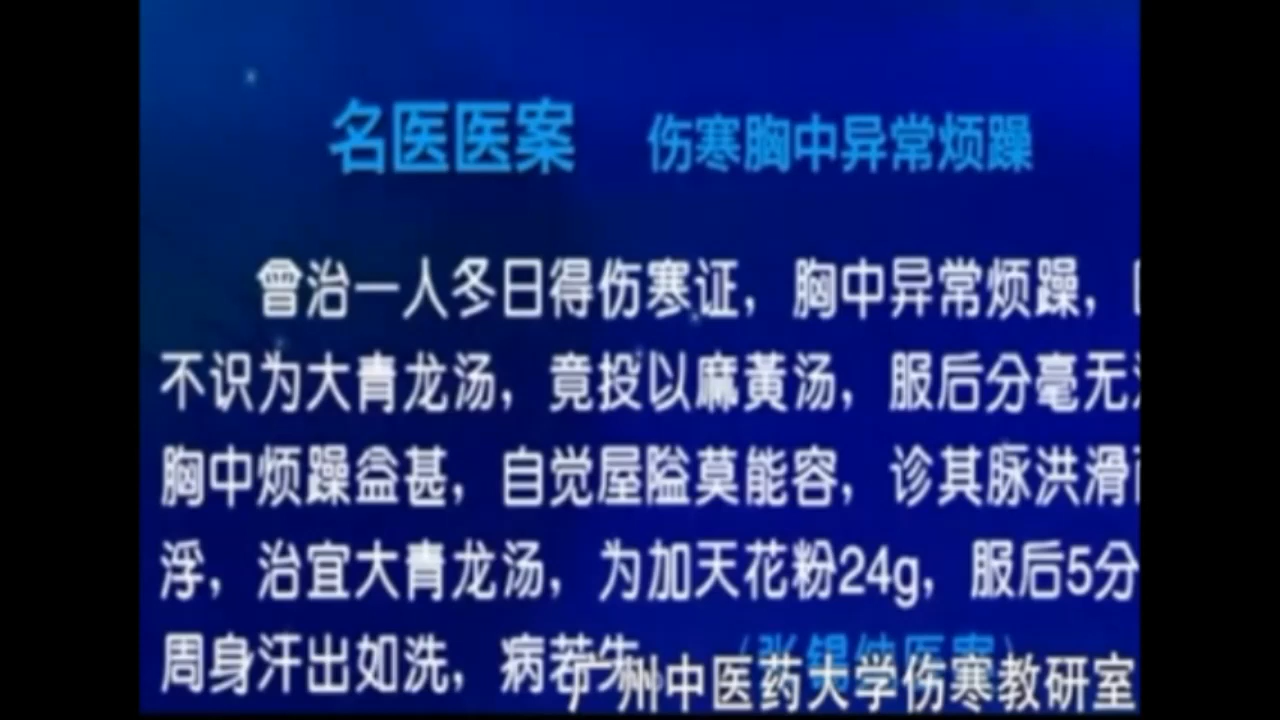 名医医案 伤寒胸中异常烦躁
曾治一人冬日得伤寒证，胸中异常烦躁，
不识为大青龙汤，竟投以麻黄汤，服后分毫无
胸中烦躁益甚，自觉屋隘莫能容，诊其脉洪滑
浮，治宜大青龙汤，为加天花粉24g，服后5分
周身汗出如洗，病若失
广州中医药大学伤寒教研室